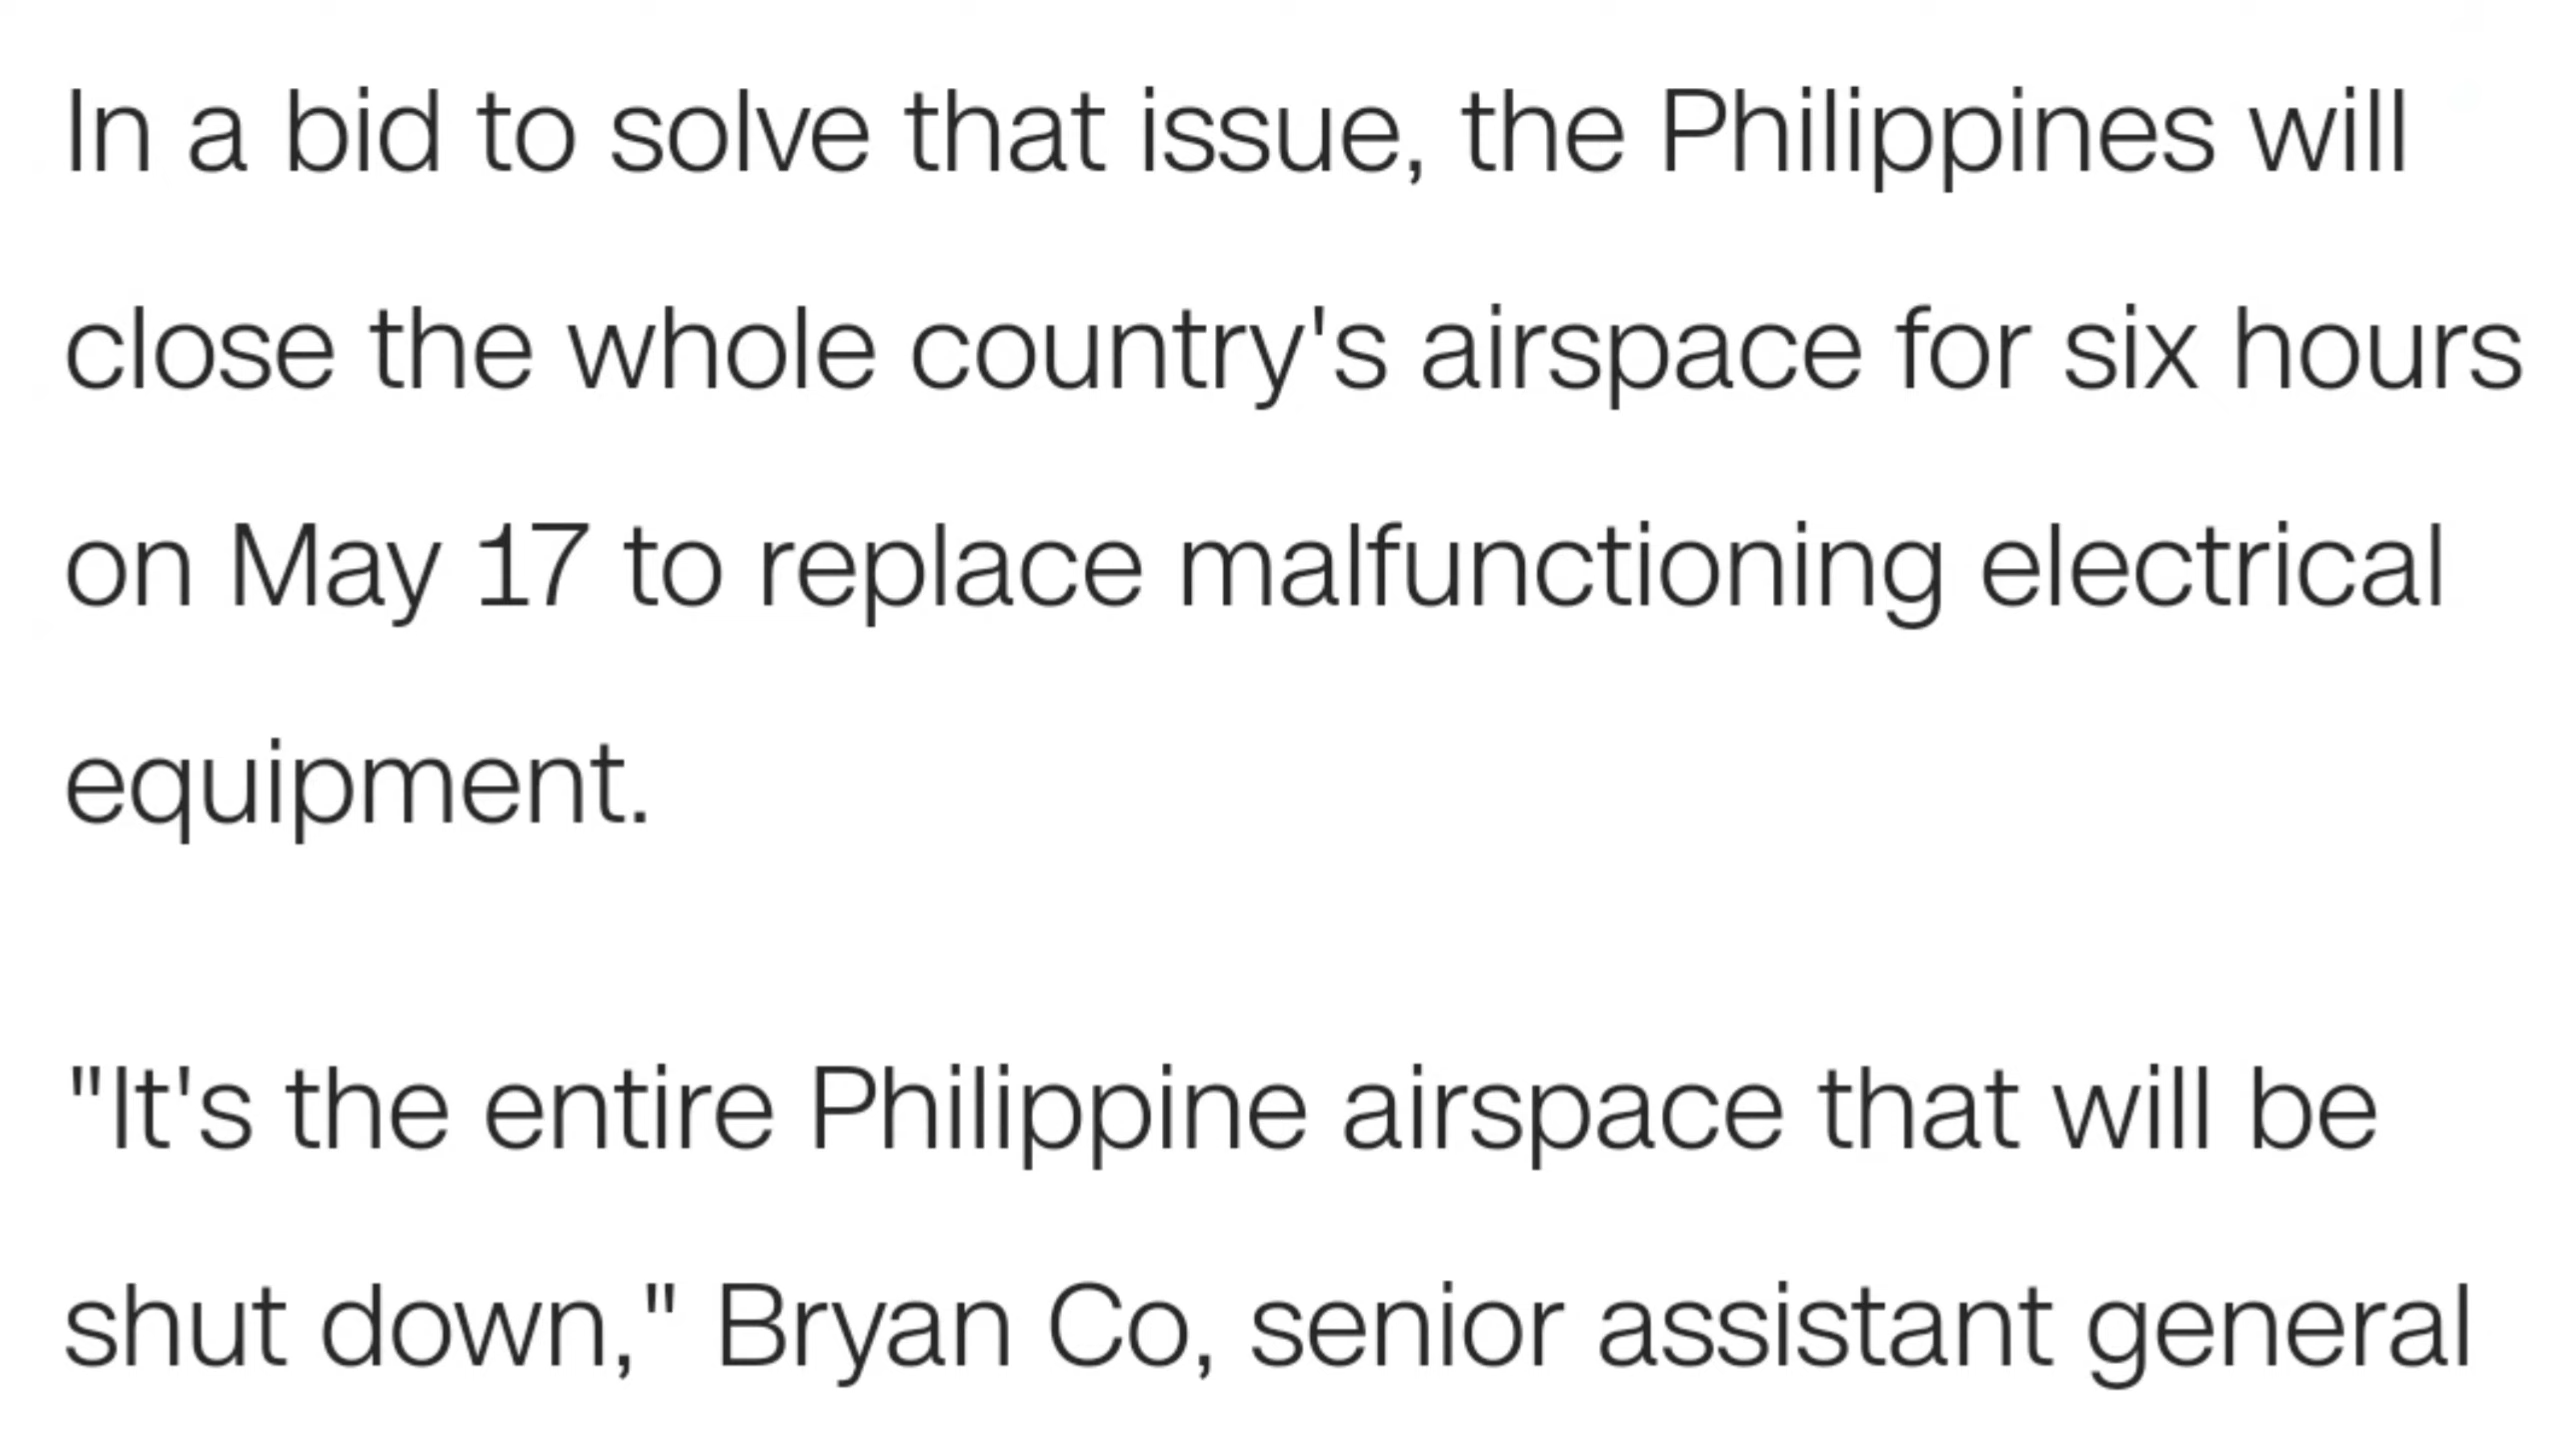 In a bid to solve that issue, the Philippines will
close the whole country's airspace for six hours
on May 17 to replace malfunctioning electrical
equipment.
"It's the entire Philippine airspace that will be
shut down," Bryan Co, senior assistant general